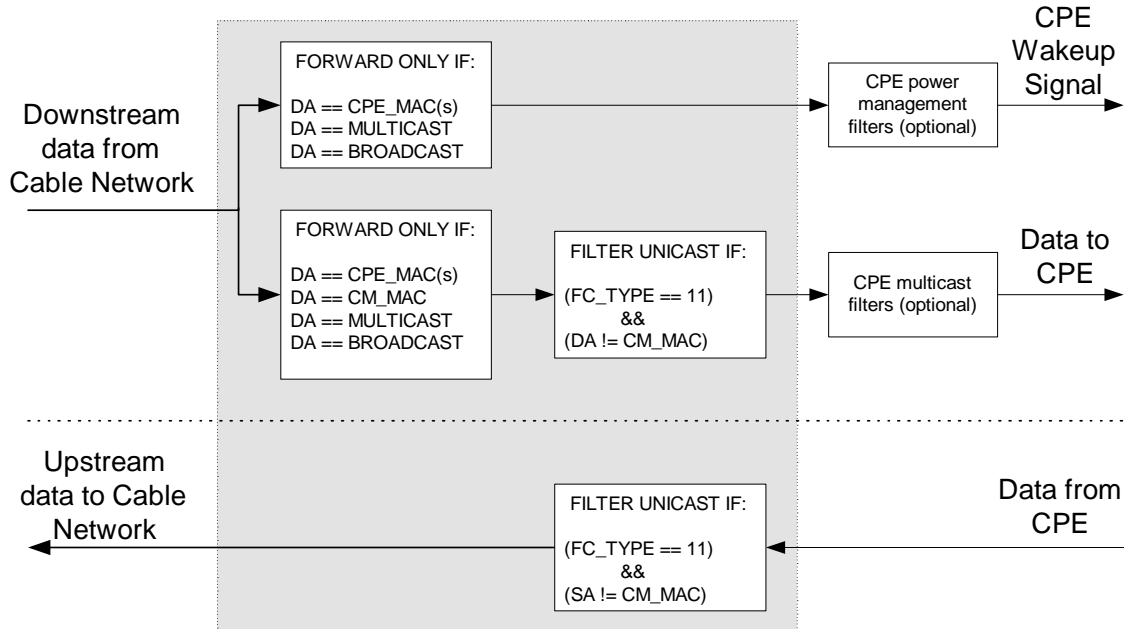 Downstream
data from
Cable Network
FORWARD ONLY IF:
DA == CPE_MAC(s)
DA == MULTICAST
DA == BROADCAST
CPE power
management
filters (optional)
CPE
Wakeup
Signal
FORWARD ONLY IF:
DA == CPE_MAC(s)
DA == CM_MAC
DA == MULTICAST
DA == BROADCAST
FILTER UNICAST IF:
(FC_TYPE == 11)
&&
(DA != CM_MAC)
CPE multicast
filters (optional)
Data to
CPE
Upstream
data to Cable
Network
FILTER UNICAST IF:
(FC_TYPE == 11)
&&
(SA != CM_MAC)
Data from
CPE